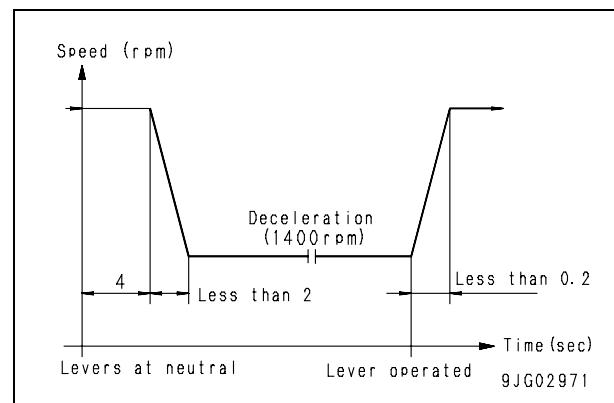 Speed (rpm)
Deceleration
(1400rpm)
4
Less than 2
Less than 0.2
Time (sec)
Levers at neutral
Lever operated
9JG02971